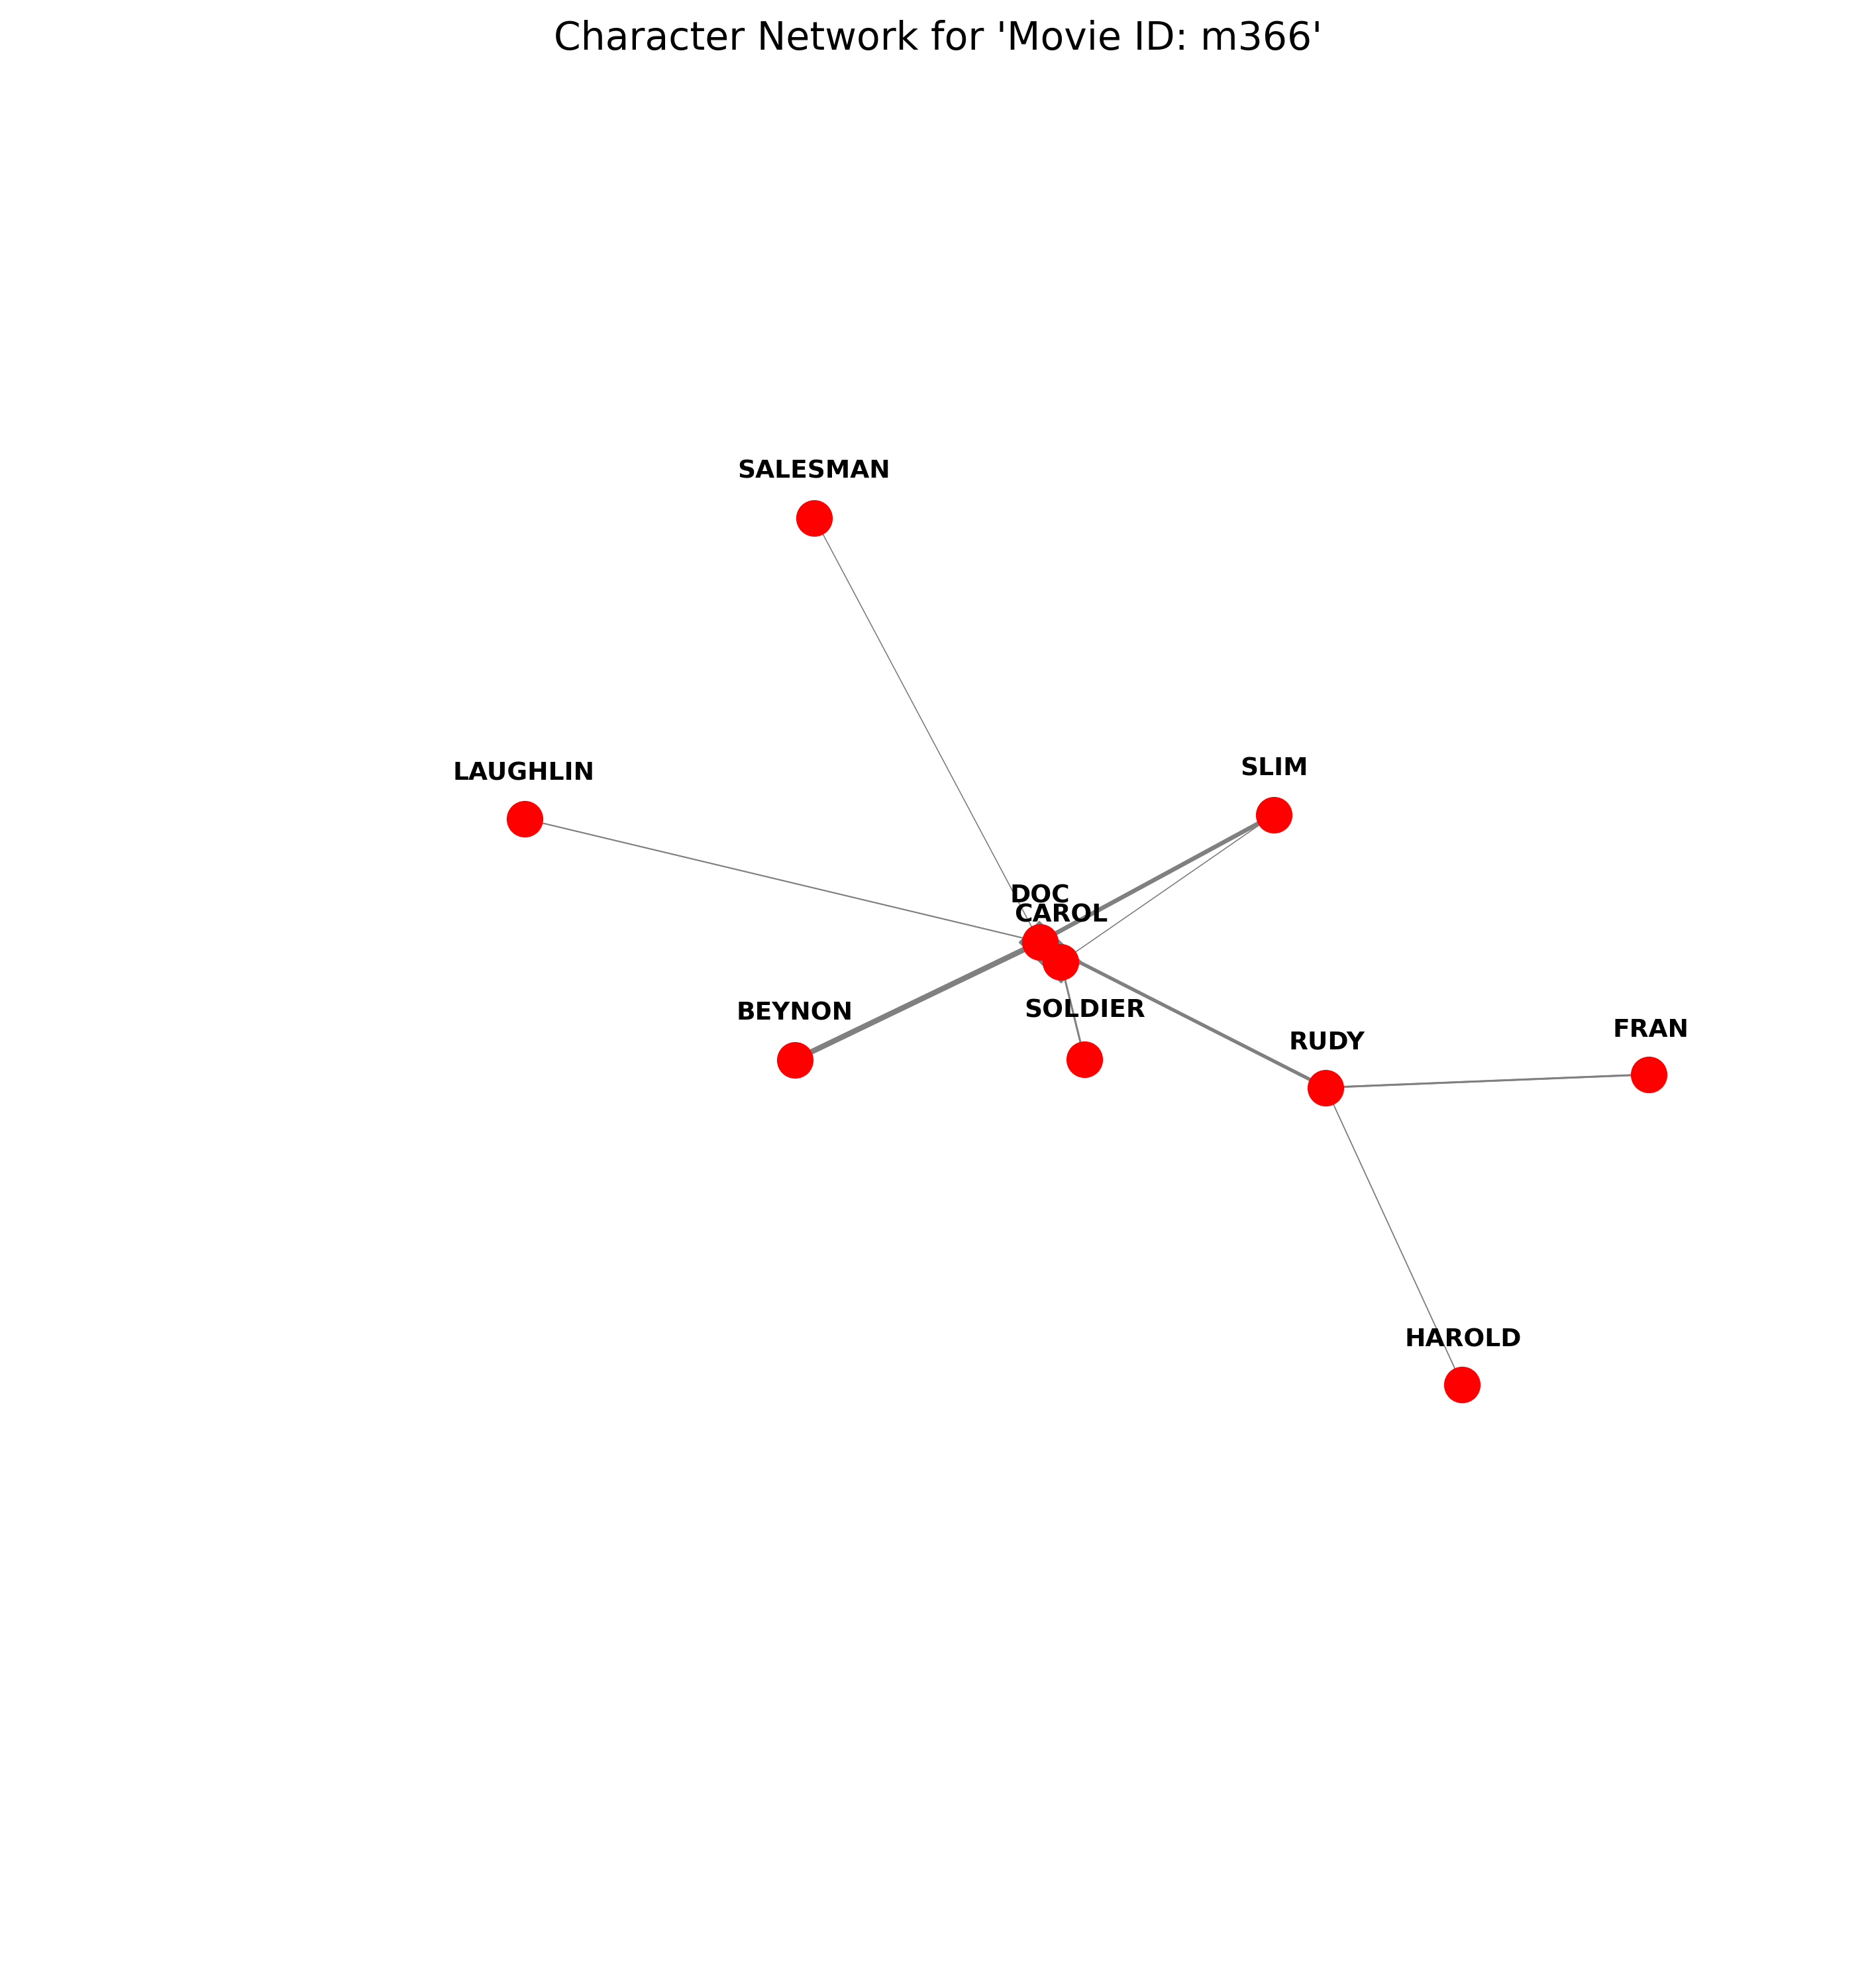 Character Network for 'Movie ID: m366'
SALESMAN
SLIM
LAUGHLIN
DOC
CAROL
SOLDIER
BEYNON
FRAN
RUDY
HAROLD